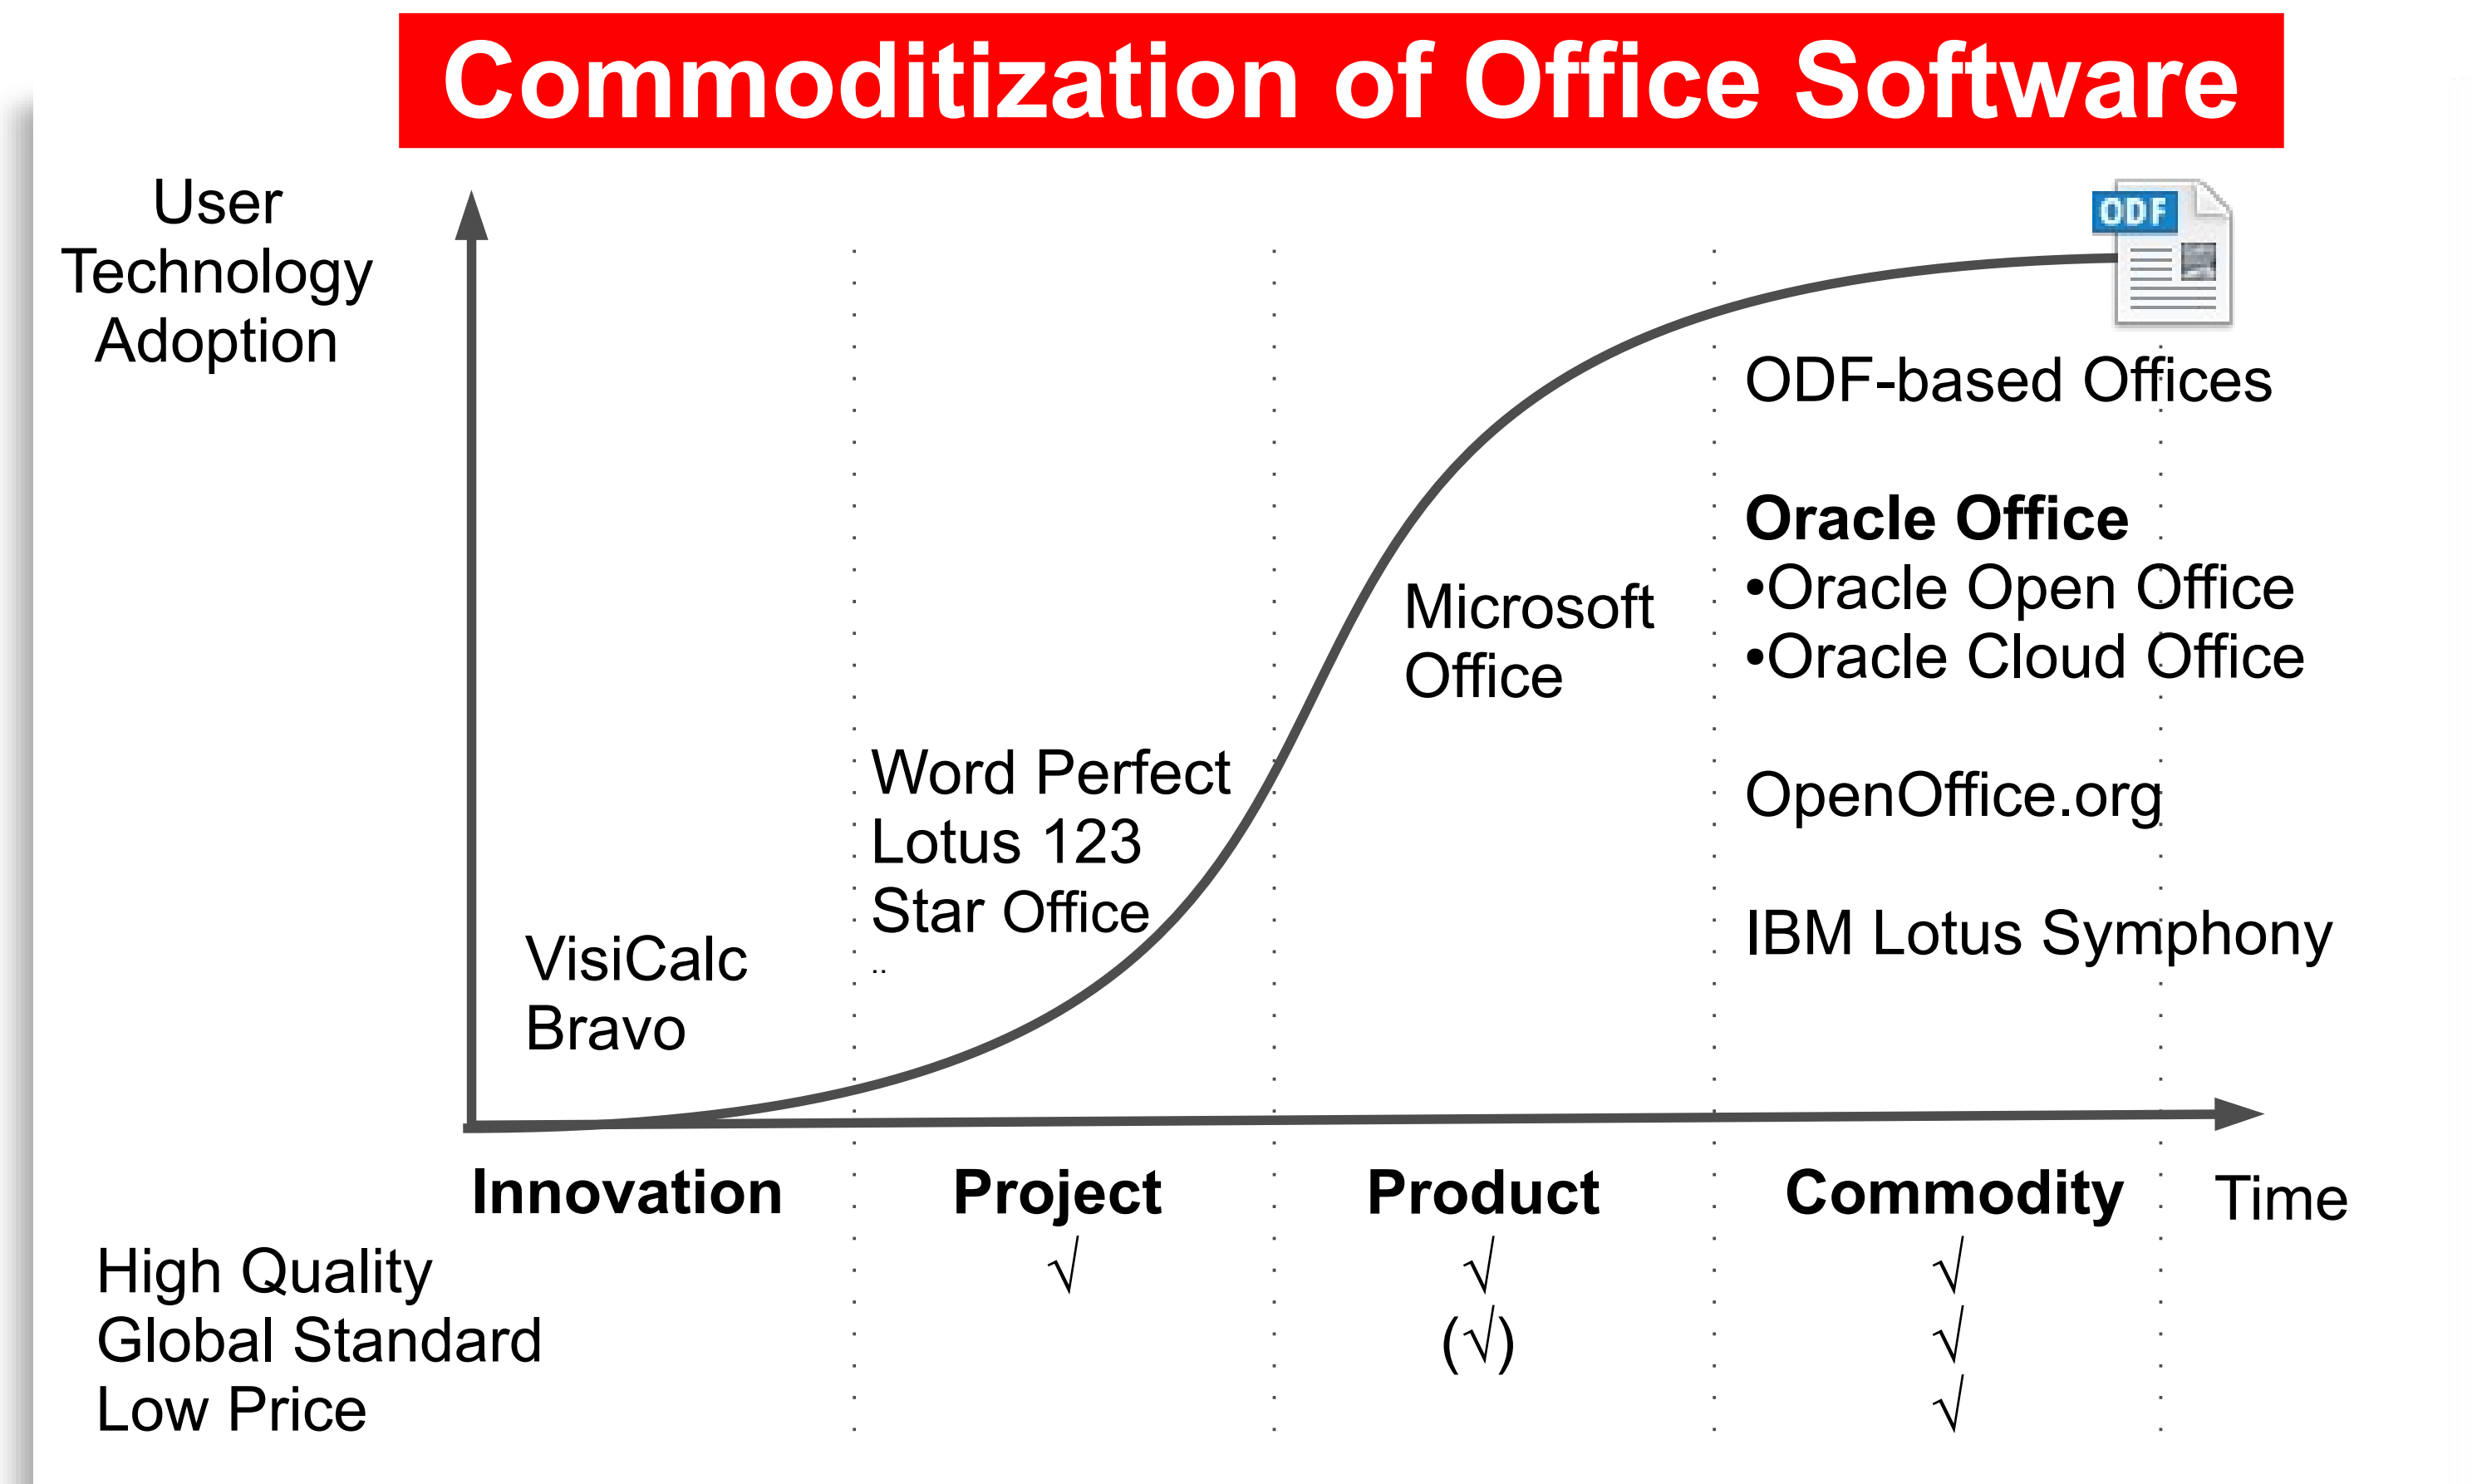 Commoditization of Office Software
User
Technology
Adoption
ODF
ODF-based Offices
Oracle Office
•Oracle Open Office
•Oracle Cloud Office
OpenOffice.org
IBM Lotus Symphony
Microsoft
Office
Word Perfect
Lotus 123
Star Office
..
VisiCalc
Bravo
Innovation Project Product Commodity Time
High Quality √ √ √
Global Standard (√) √
Low Price √